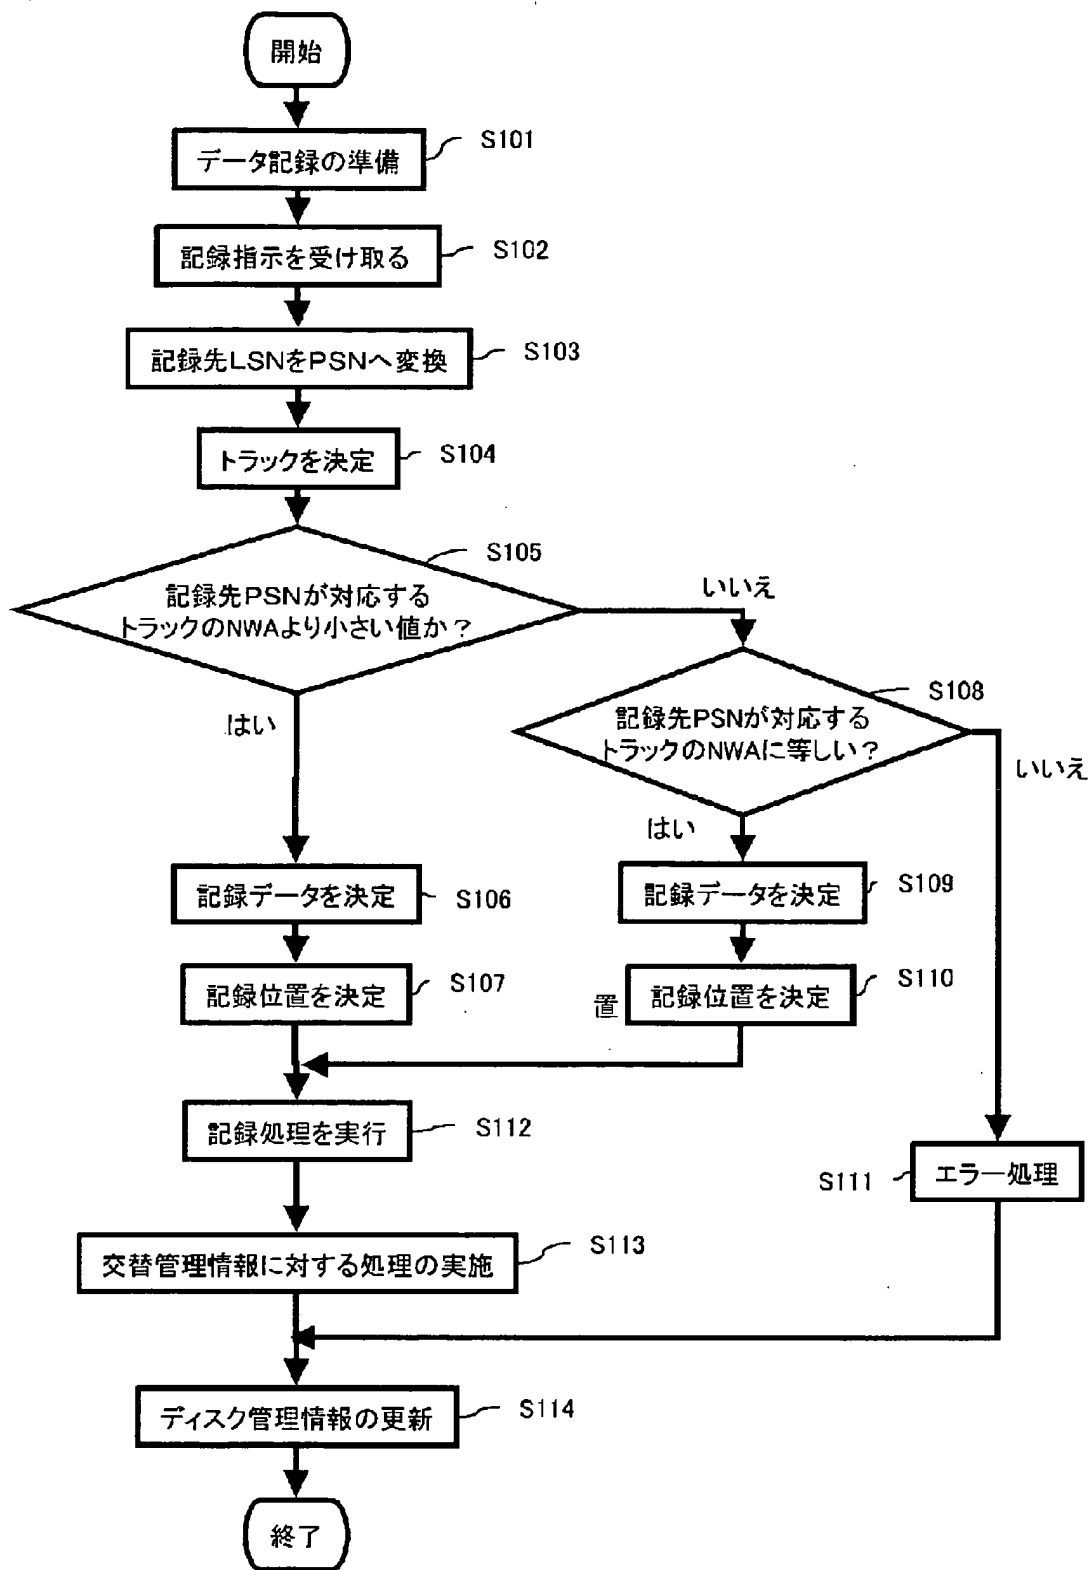 開始
データ記録の準備
S101
記録指示を受け取る
S102
記録先LSNをPSNへ変換
S103
トラックを決定
S104
S105
記録先PSNが対応する
トラックのNWAより小さい値か？
いいえ
はい
S108
記録先PSNが対応する
トラックのNWAに等しい？
いいえ
はい
記録データを決定
S106
記録データを決定
S109
記録位置を決定
S107
置
記録位置を決定
S110
記録処理を実行
S112
S111
エラー処理
交替管理情報に対する処理の実施
S113
ディスク管理情報の更新
S114
終了